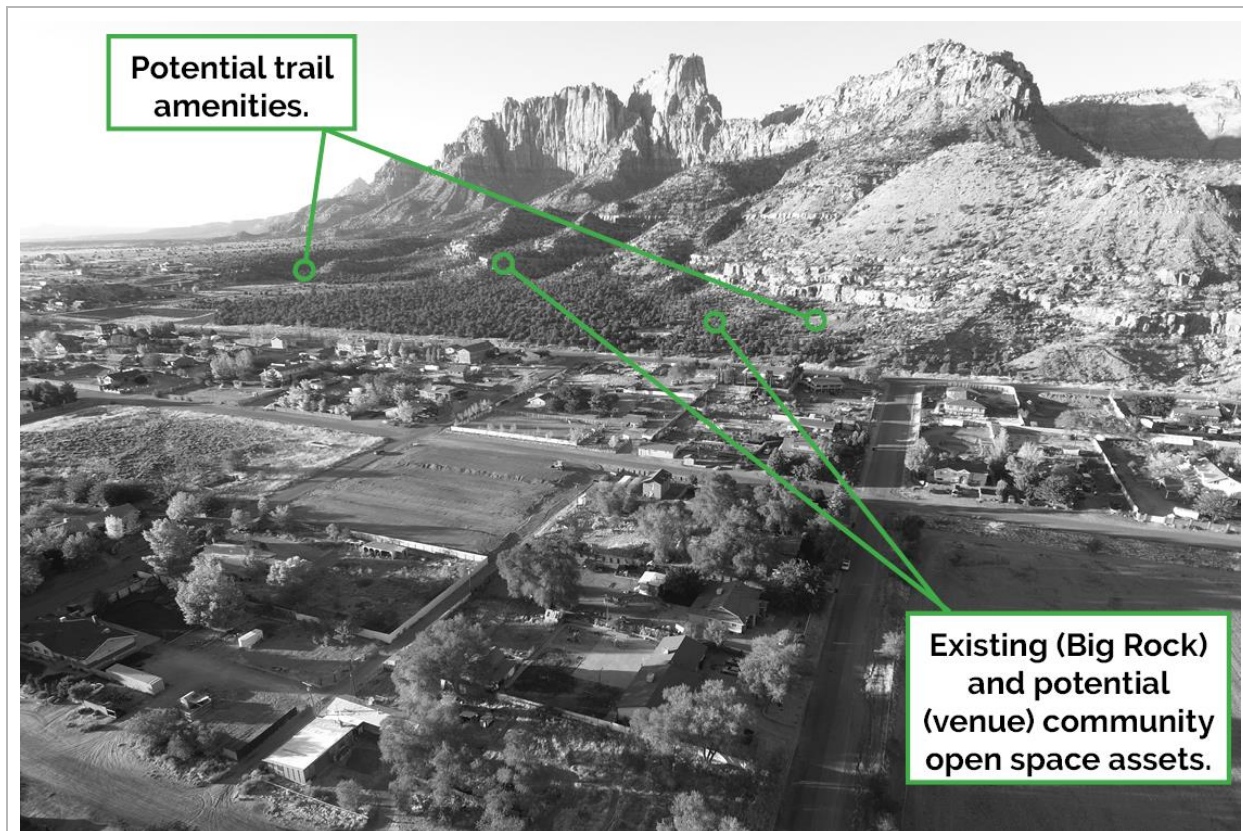 Potential trail
amenities.
Existing (Big Rock)
and potential
(venue) community
open space assets.